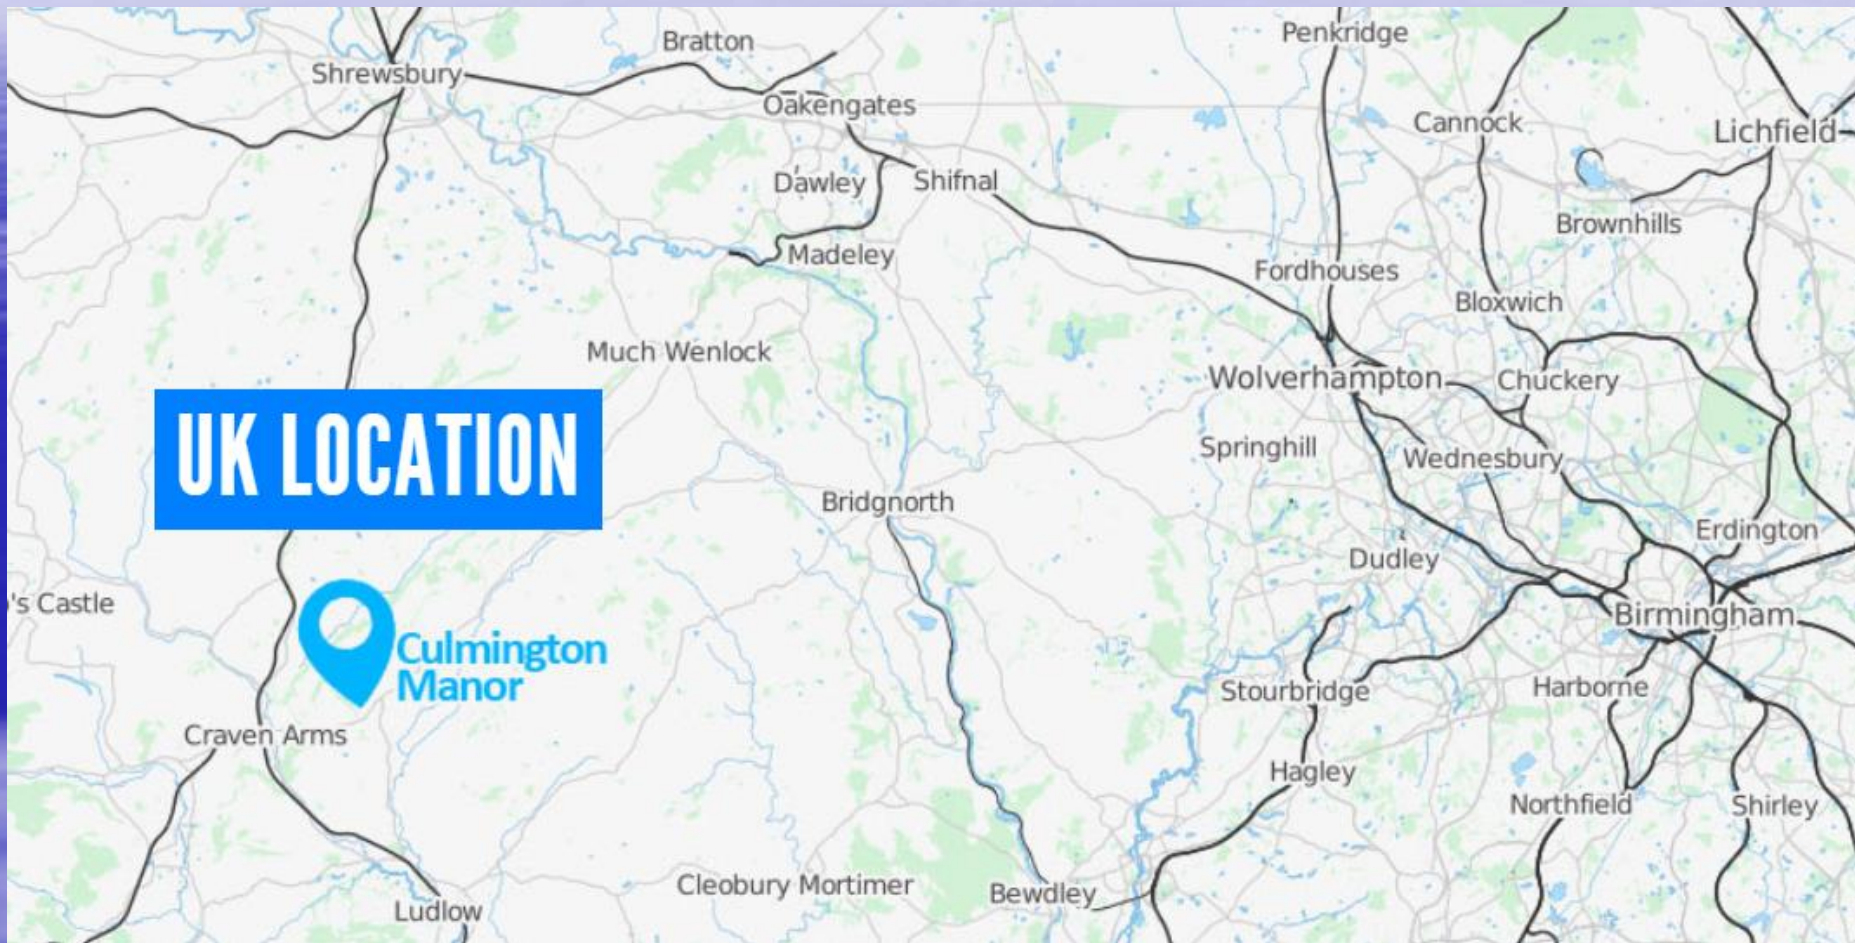 Penkridge
Bratton
Shrewsbury
Oakengates
Cannock
Lichfield
Dawley
Shifnal
Brownhills
Madeley
Fordhouses
Bloxwich
Much Wenlock
Wolverhampton
Chuckery
UK LOCATION
Springhill
Wednesbury
Bridgnorth
Erdington
Dudley
's Castle
Birmingham
Culmington
Manor
Stourbridge
Harborne
Craven Arms
Hagley
Northfield
Shirley
Cleobury Mortimer
Bewdley
Ludlow